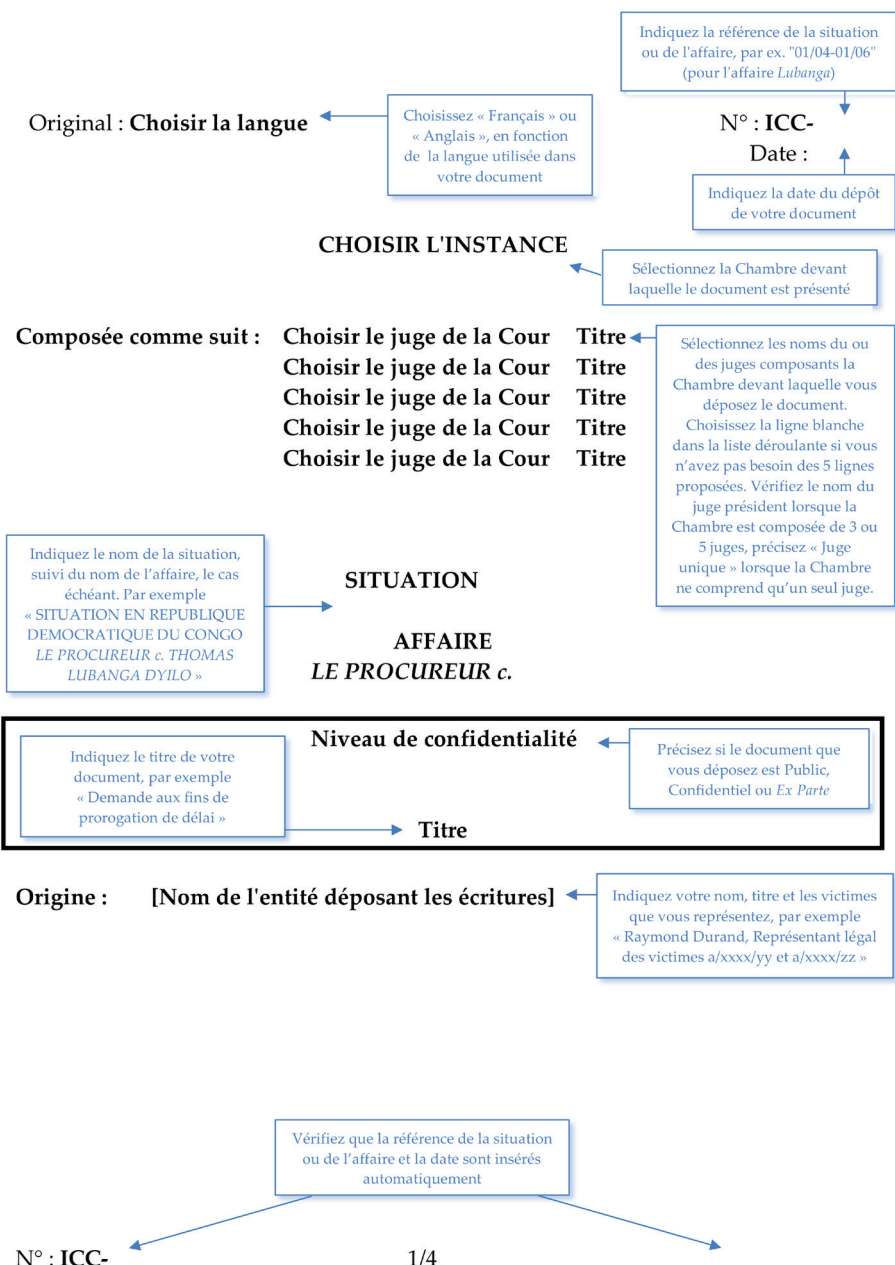 Indiquez la référence de la situation
ou de l'affaire, par ex. "01/04-01/06"
(pour l'affaire Lubanga)
Original : Choisir la langue
Choisissez « Français » ou
« Anglais », en fonction
de la langue utilisée dans
votre document
N° : ICC-
Date :
Indiquez la date du dépôt
de votre document
CHOISIR L'INSTANCE
Sélectionnez la Chambre devant
laquelle le document est présenté
Composée comme suit : Choisir le juge de la Cour Titre
Choisir le juge de la Cour Titre
Choisir le juge de la Cour Titre
Choisir le juge de la Cour Titre
Choisir le juge de la Cour Titre
Sélectionnez les noms du ou
des juges composants la
Chambre devant laquelle vous
déposez le document.
Choisissez la ligne blanche
dans la liste déroulante si vous
n’avez pas besoin des 5 lignes
proposées. Vérifiez le nom du
juge président lorsque la
Chambre est composée de 3 ou
5 juges, précisez « Juge
unique » lorsque la Chambre
ne comprend qu’un seul juge.
Indiquez le nom de la situation,
suivi du nom de l’affaire, le cas
échéant. Par exemple
« SITUATION EN REPUBLIQUE
DEMOCRATIQUE DU CONGO
LE PROCUREUR c. THOMAS
LUBANGA DYILO »
SITUATION
AFFAIRE
LE PROCUREUR c.
Niveau de confidentialité
Indiquez le titre de votre
document, par exemple
« Demande aux fins de
prorogation de délai »
Précisez si le document que
vous déposez est Public,
Confidentiel ou Ex Parte
Titre
Origine : [Nom de l'entité déposant les écritures]
Indiquez votre nom, titre et les victimes
que vous représentez, par exemple
« Raymond Durand, Représentant légal
des victimes a/xxxx/yy et a/xxxx/zz »
Vérifiez que la référence de la situation
ou de l’affaire et la date sont insérés
automatiquement
N° : ICC- 1/4